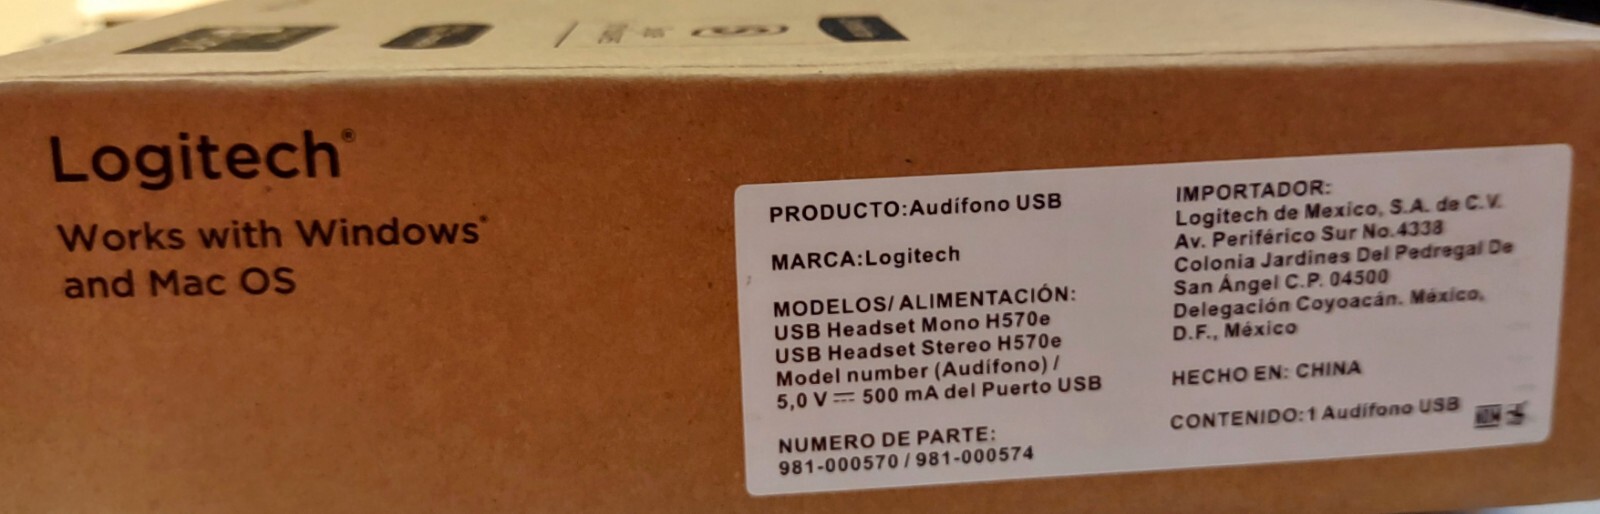 Logitech®
Works with Windows®
and Mac OS
PRODUCTO:Audífono USB
MARCA:Logitech
MODELOS/ ALIMENTACIÓN:
USB Headset Mono H570e
USB Headset Stereo H570e
Model number (Audífono) /
5,0 V ⎓ 500 mA del Puerto USB
NUMERO DE PARTE:
981-000570 / 981-000574
IMPORTADOR:
Logitech de Mexico, S.A. de C.V.
Av. Periférico Sur No.4338
Colonia Jardines Del Pedregal De
San Ángel C.P. 04500
Delegación Coyoacán. México,
D.F., México
HECHO EN: CHINA
CONTENIDO:1 Audífono USB